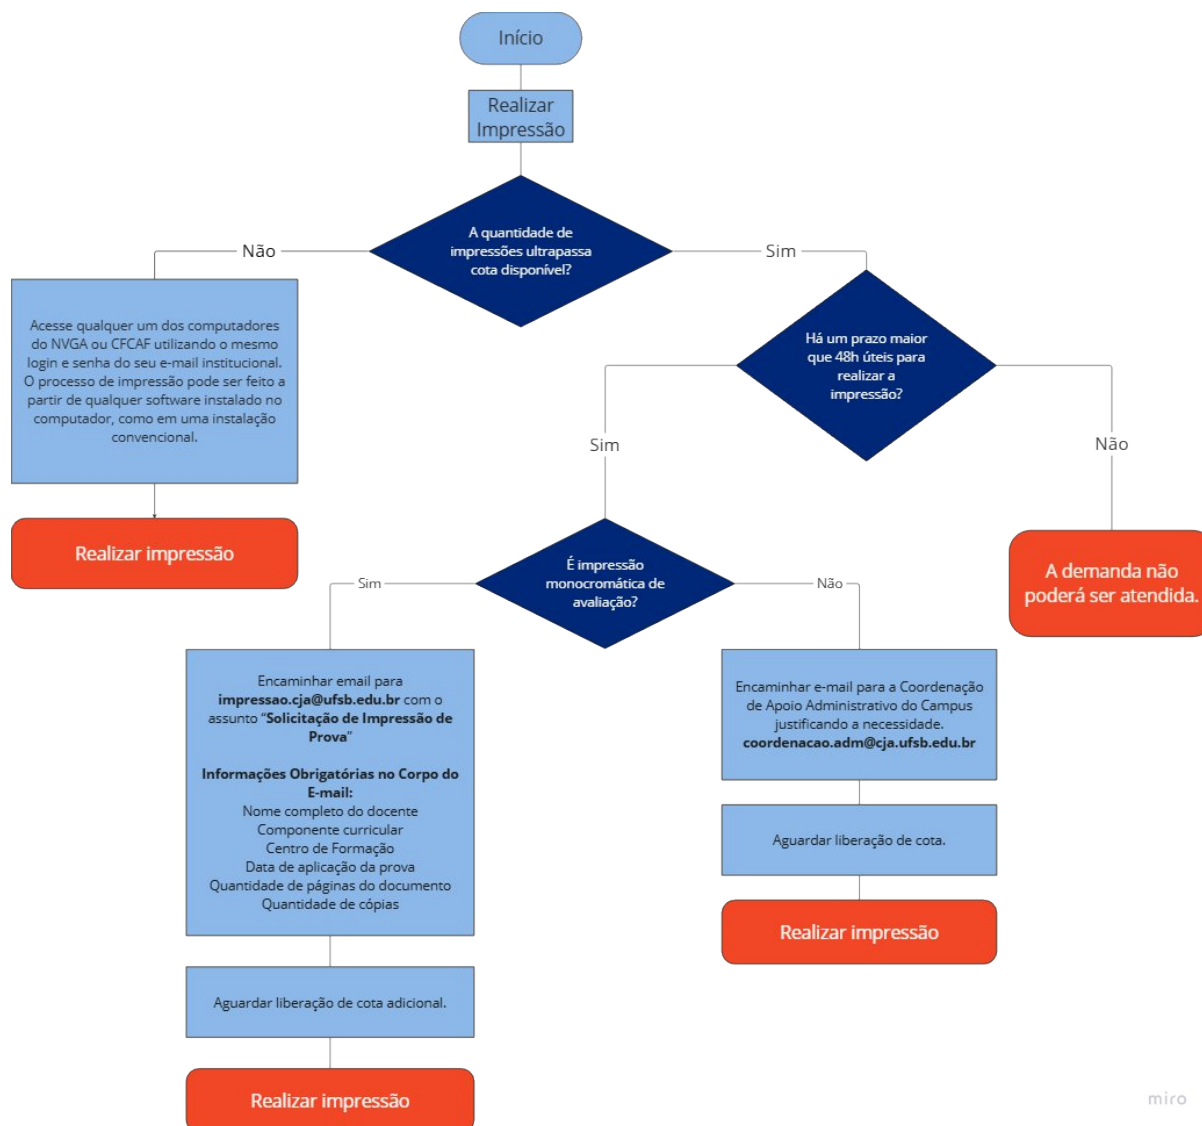 Início
Realizar
Impressão
A quantidade de
impressões ultrapassa
cota disponível?
Não
Sim
Acesse qualquer um dos computadores
do NVGA ou CFCAF utilizando o mesmo
login e senha do seu e-mail institucional.
O processo de impressão pode ser feito a
partir de qualquer software instalado no
computador, como em uma instalação
convencional.
Realizar impressão
Há um prazo maior
que 48h úteis para
realizar a
impressão?
Sim
Não
A demanda não
poderá ser atendida.
É impressão
monocromática de
avaliação?
Sim
Não
Encaminhar email para
impressao.cja@ufsb.edu.br com o
assunto “Solicitação de Impressão de
Prova”
Informações Obrigatórias no Corpo do
E-mail:
Nome completo do docente
Componente curricular
Centro de Formação
Data de aplicação da prova
Quantidade de páginas do documento
Quantidade de cópias
Aguardar liberação de cota adicional.
Realizar impressão
Encaminhar e-mail para a Coordenação
de Apoio Administrativo do Campus
justificando a necessidade.
coordenacao.adm@cja.ufsb.edu.br
Aguardar liberação de cota.
Realizar impressão
miro